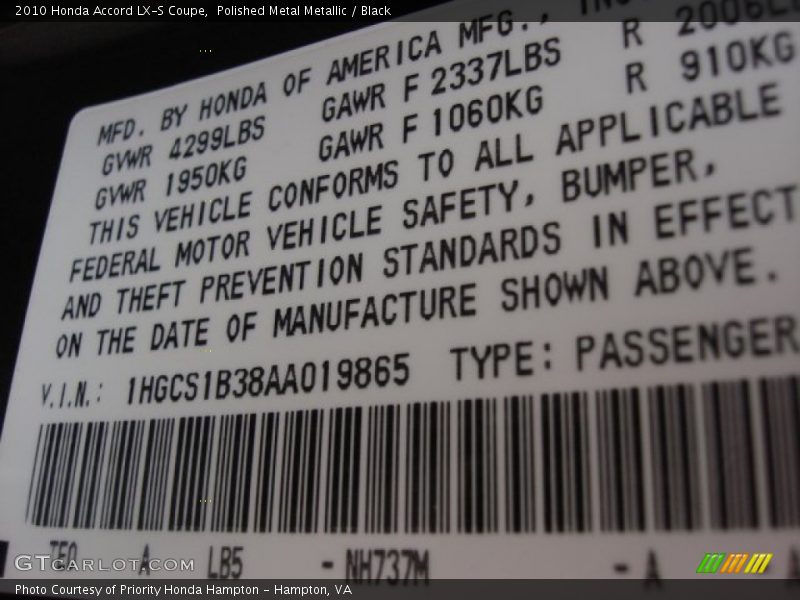 2010 Honda Accord LX-S Coupe, Polished Metal Metallic / Black
MFD. BY HONDA OF AMERICA MFG., INC
GVWR 4299LBS GAWR F 2337LBS R 2006LB
GVWR 1950KG GAWR F 1060KG R 910KG
THIS VEHICLE CONFORMS TO ALL APPLICABLE
FEDERAL MOTOR VEHICLE SAFETY, BUMPER,
AND THEFT PREVENTION STANDARDS IN EFFECT
ON THE DATE OF MANUFACTURE SHOWN ABOVE.
V.I.N.: 1HGCS1B38AA019865 TYPE: PASSENGER
A LB5 - NH737M - A
GTCARLOT.COM
Photo Courtesy of Priority Honda Hampton - Hampton, VA